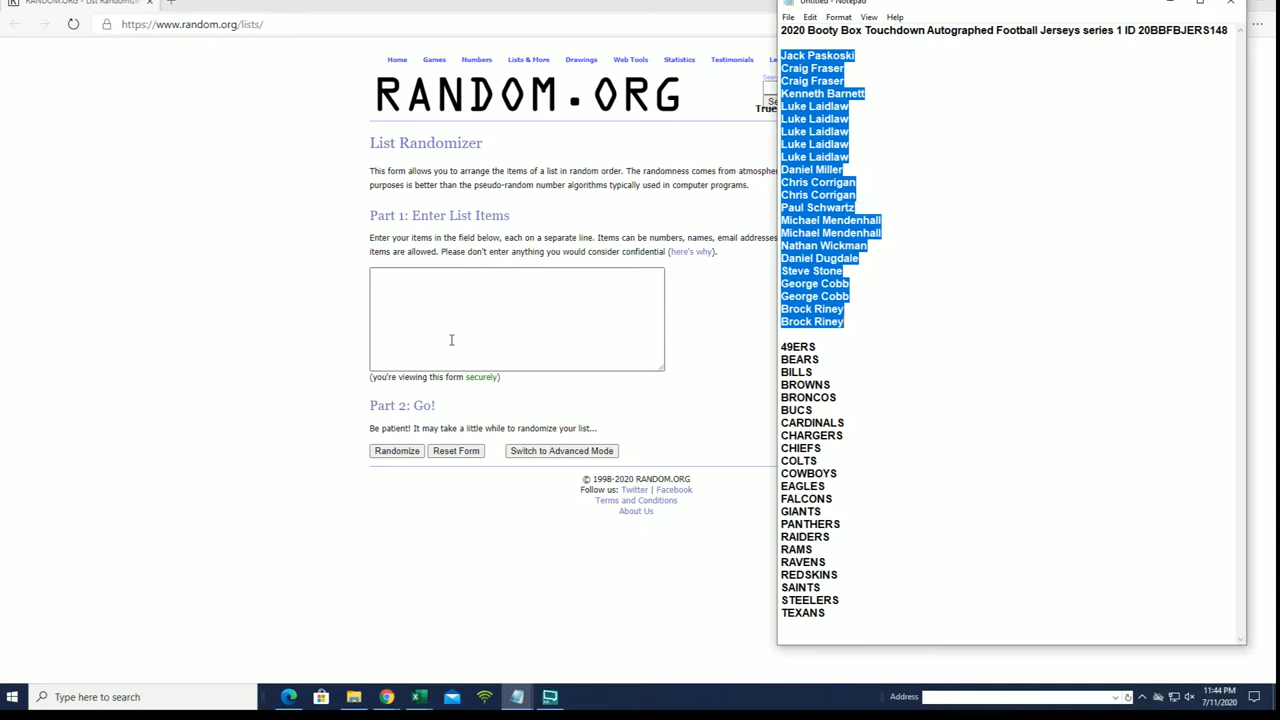 RANDOM.ORG - List Randomize
Untitled - Notepad
https://www.random.org/lists/
File Edit Format View Help
2020 Booty Box Touchdown Autographed Football Jerseys series 1 ID 20BBFBJERS148
Home Games Numbers Lists & More Drawings Web Tools Statistics Testimonials
RANDOM.ORG
True
List Randomizer
This form allows you to arrange the items of a list in random order. The randomness comes from atmosphe
purposes is better than the pseudo-random number algorithms typically used in computer programs.
Part 1: Enter List Items
Enter your items in the field below, each on a separate line. Items can be numbers, names, email addresses
items are allowed. Please don't enter anything you would consider confidential (here's why).
(you're viewing this form securely)
Part 2: Go!
Be patient! It may take a little while to randomize your list...
Randomize Reset Form Switch to Advanced Mode
© 1998-2020 RANDOM.ORG
Follow us: Twitter | Facebook
Terms and Conditions
About Us
Jack Paskoski
Craig Fraser
Craig Fraser
Kenneth Barnett
Luke Laidlaw
Luke Laidlaw
Luke Laidlaw
Luke Laidlaw
Luke Laidlaw
Daniel Miller
Chris Corrigan
Chris Corrigan
Paul Schwartz
Michael Mendenhall
Michael Mendenhall
Nathan Wickman
Daniel Dugdale
Steve Stone
George Cobb
George Cobb
Brock Riney
Brock Riney
49ERS
BEARS
BILLS
BROWNS
BRONCOS
BUCS
CARDINALS
CHARGERS
CHIEFS
COLTS
COWBOYS
EAGLES
FALCONS
GIANTS
PANTHERS
RAIDERS
RAMS
RAVENS
REDSKINS
SAINTS
STEELERS
TEXANS
Type here to search
Address
11:44 PM
7/11/2020